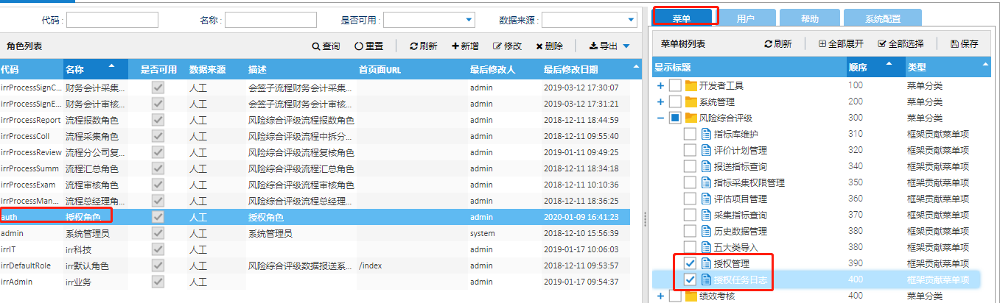 代码 : 名称 : 是否可用 : 数据来源 :
角色列表 查询 重置 刷新 新增 修改 删除 导出
代码 名称 是否可用 数据来源 描述 首页面URL 最后修改人 最后修改日期
irrProcessSignC... 财务会计采集... 人工 会签子流程财务会计采集... admin 2019-03-12 17:30:07
irrProcessSignE... 财务会计审核... 人工 会签子流程财务会计审核... admin 2019-03-12 17:31:21
irrProcessReport 流程报数角色 人工 风险综合评级流程报数角色 admin 2018-12-11 18:44:59
irrProcessColl 流程采集角色 人工 风险综合评级流程中拆分... admin 2018-12-11 09:55:40
irrProcessReview 流程分公司复... 人工 风险综合评级流程复核角色 admin 2019-01-11 09:49:25
irrProcessSumm 流程汇总角色 人工 风险综合评级流程汇总角色 admin 2018-12-11 18:34:18
irrProcessExam 流程审核角色 人工 风险综合评级流程审核角色 admin 2018-12-11 10:10:36
irrProcessMan... 流程总经理角... 人工 风险综合评级流程总经理... admin 2018-12-11 18:36:25
auth 授权角色 人工 授权角色 admin 2020-01-09 16:41:23
admin 系统管理员 人工 系统管理员 system 2018-12-10 15:56:39
irrIT irr科技 人工 admin 2019-01-17 10:06:03
irrDefaultRole irr默认角色 人工 风险综合评级数据报送系... /index admin 2018-12-11 09:53:57
irrAdmin irr业务 人工 admin 2019-01-17 09:54:37
菜单 用户 帮助 系统配置
菜单树列表 刷新 全部展开 全部选择 保存
显示标题 顺序 类型
开发者工具 100 菜单分类
系统管理 200 菜单分类
风险综合评级 300 菜单分类
指标库维护 310 框架贡献菜单项
评价计划管理 320 框架贡献菜单项
报送指标查询 340 框架贡献菜单项
指标采集权限管理 350 框架贡献菜单项
评估项目管理 360 框架贡献菜单项
采集指标查询 370 框架贡献菜单项
历史数据管理 380 框架贡献菜单项
五大类导入 380 框架贡献菜单项
授权管理 390 框架贡献菜单项
授权任务日志 400 框架贡献菜单项
绩效考核 400 菜单分类